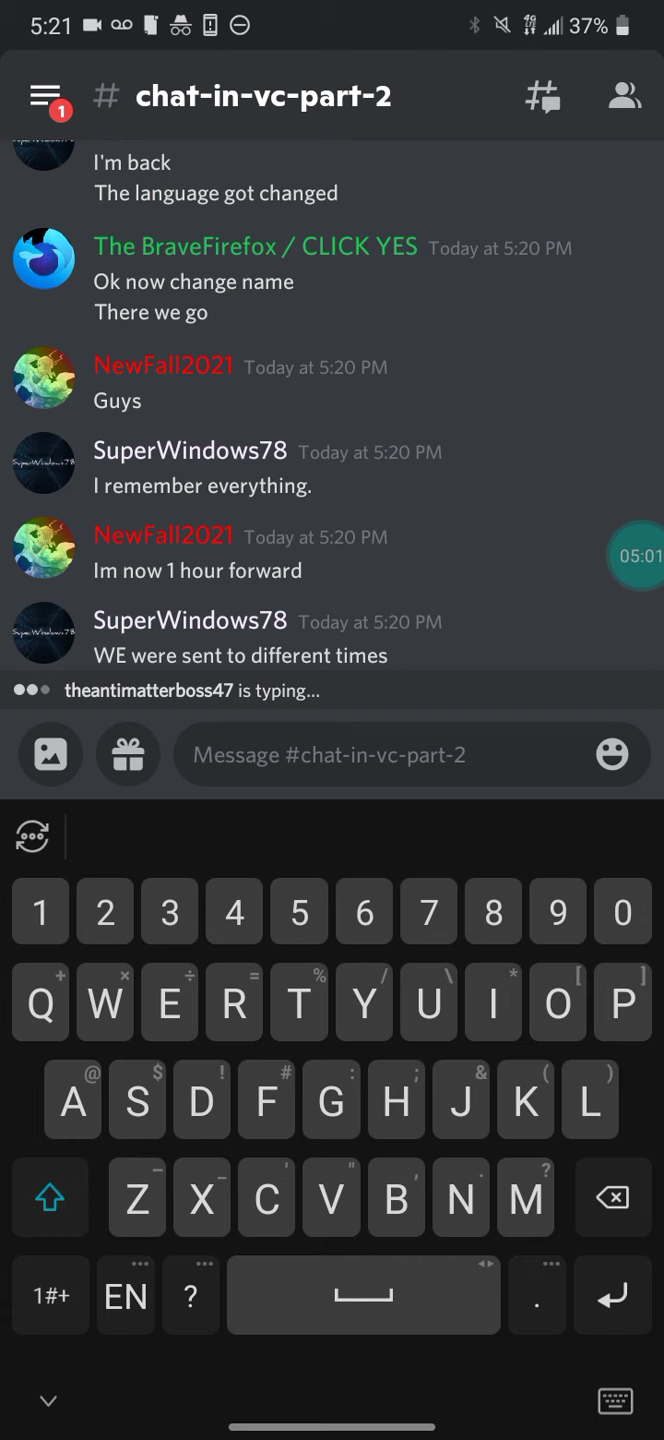 5:21 37%
1 # chat-in-vc-part-2
I'm back
The language got changed
The BraveFirefox / CLICK YES Today at 5:20 PM
Ok now change name
There we go
NewFall2021 Today at 5:20 PM
Guys
SuperWindows78 Today at 5:20 PM
SuperWindows78
I remember everything.
NewFall2021 Today at 5:20 PM
05:01
Im now 1 hour forward
SuperWindows78 Today at 5:20 PM
SuperWindows78
WE were sent to different times
theantimatterboss47 is typing...
Message #chat-in-vc-part-2
1 2 3 4 5 6 7 8 9 0
+ × ÷ = % / \ * [ ]
Q W E R T Y U I O P
@ $ ! # : ; & ( )
A S D F G H J K L
- _ ' " , . ?
Z X C V B N M
1#+ EN ? .